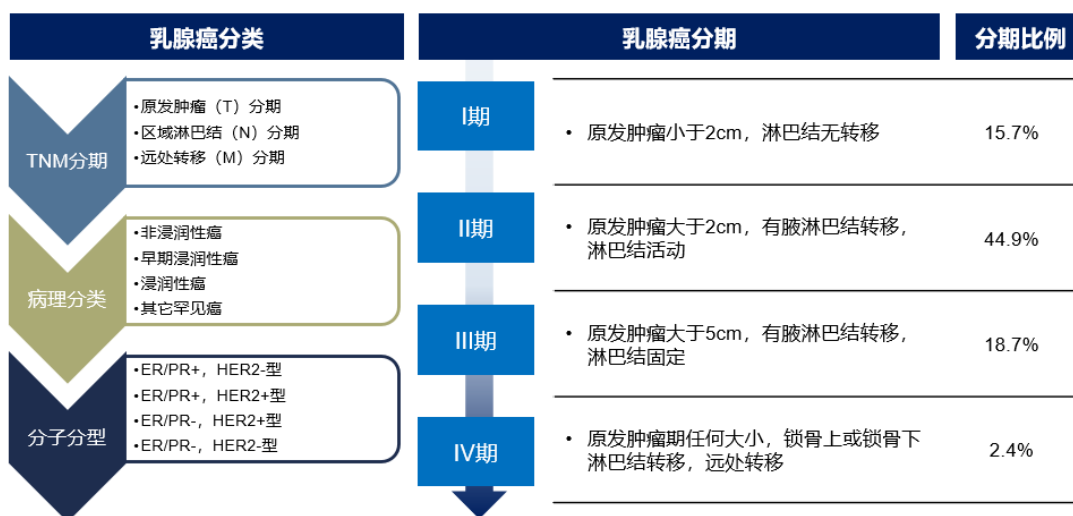 乳腺癌分类
TNM分期
•原发肿瘤（T）分期
•区域淋巴结（N）分期
•远处转移（M）分期
病理分类
•非浸润性癌
•早期浸润性癌
•浸润性癌
•其它罕见癌
分子分型
•ER/PR+，HER2-型
•ER/PR+，HER2+型
•ER/PR-，HER2+型
•ER/PR-，HER2-型
乳腺癌分期
分期比例
I期
• 原发肿瘤小于2cm，淋巴结无转移
15.7%
II期
• 原发肿瘤大于2cm，有腋淋巴结转移，
淋巴结活动
44.9%
III期
• 原发肿瘤大于5cm，有腋淋巴结转移，
淋巴结固定
18.7%
IV期
• 原发肿瘤期任何大小，锁骨上或锁骨下
淋巴结转移，远处转移
2.4%